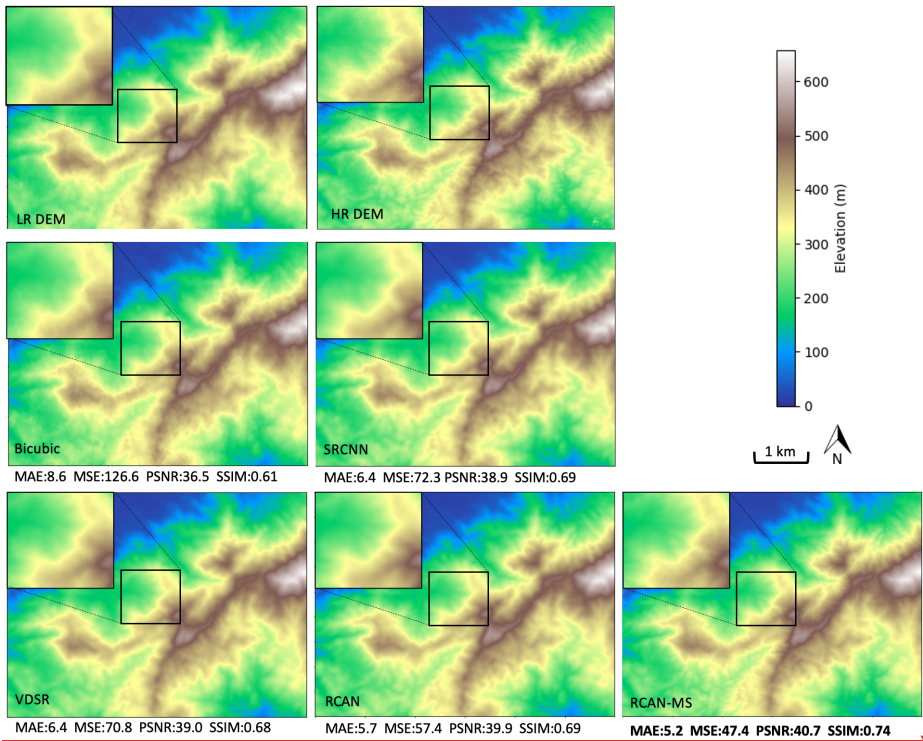 LR DEM
HR DEM
600
500
400
300
200
100
0
Elevation (m)
1 km
N
Bicubic
SRCNN
MAE:8.6 MSE:126.6 PSNR:36.5 SSIM:0.61
MAE:6.4 MSE:72.3 PSNR:38.9 SSIM:0.69
VDSR
RCAN
RCAN-MS
MAE:6.4 MSE:70.8 PSNR:39.0 SSIM:0.68
MAE:5.7 MSE:57.4 PSNR:39.9 SSIM:0.69
MAE:5.2 MSE:47.4 PSNR:40.7 SSIM:0.74